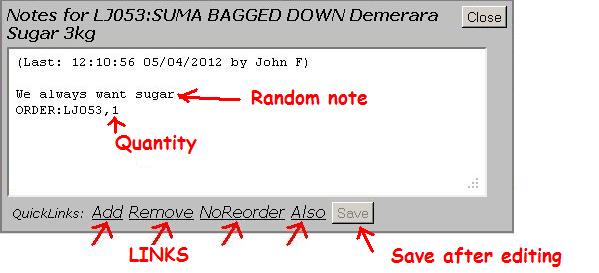 Notes for LJ053:SUMA BAGGED DOWN Demerara
Sugar 3kg
Close
(Last: 12:10:56 05/04/2012 by John F)
We always want sugar.
Random note
ORDER:LJ053,1
Quantity
QuickLinks: Add Remove NoReorder Also Save
LINKS
Save after editing